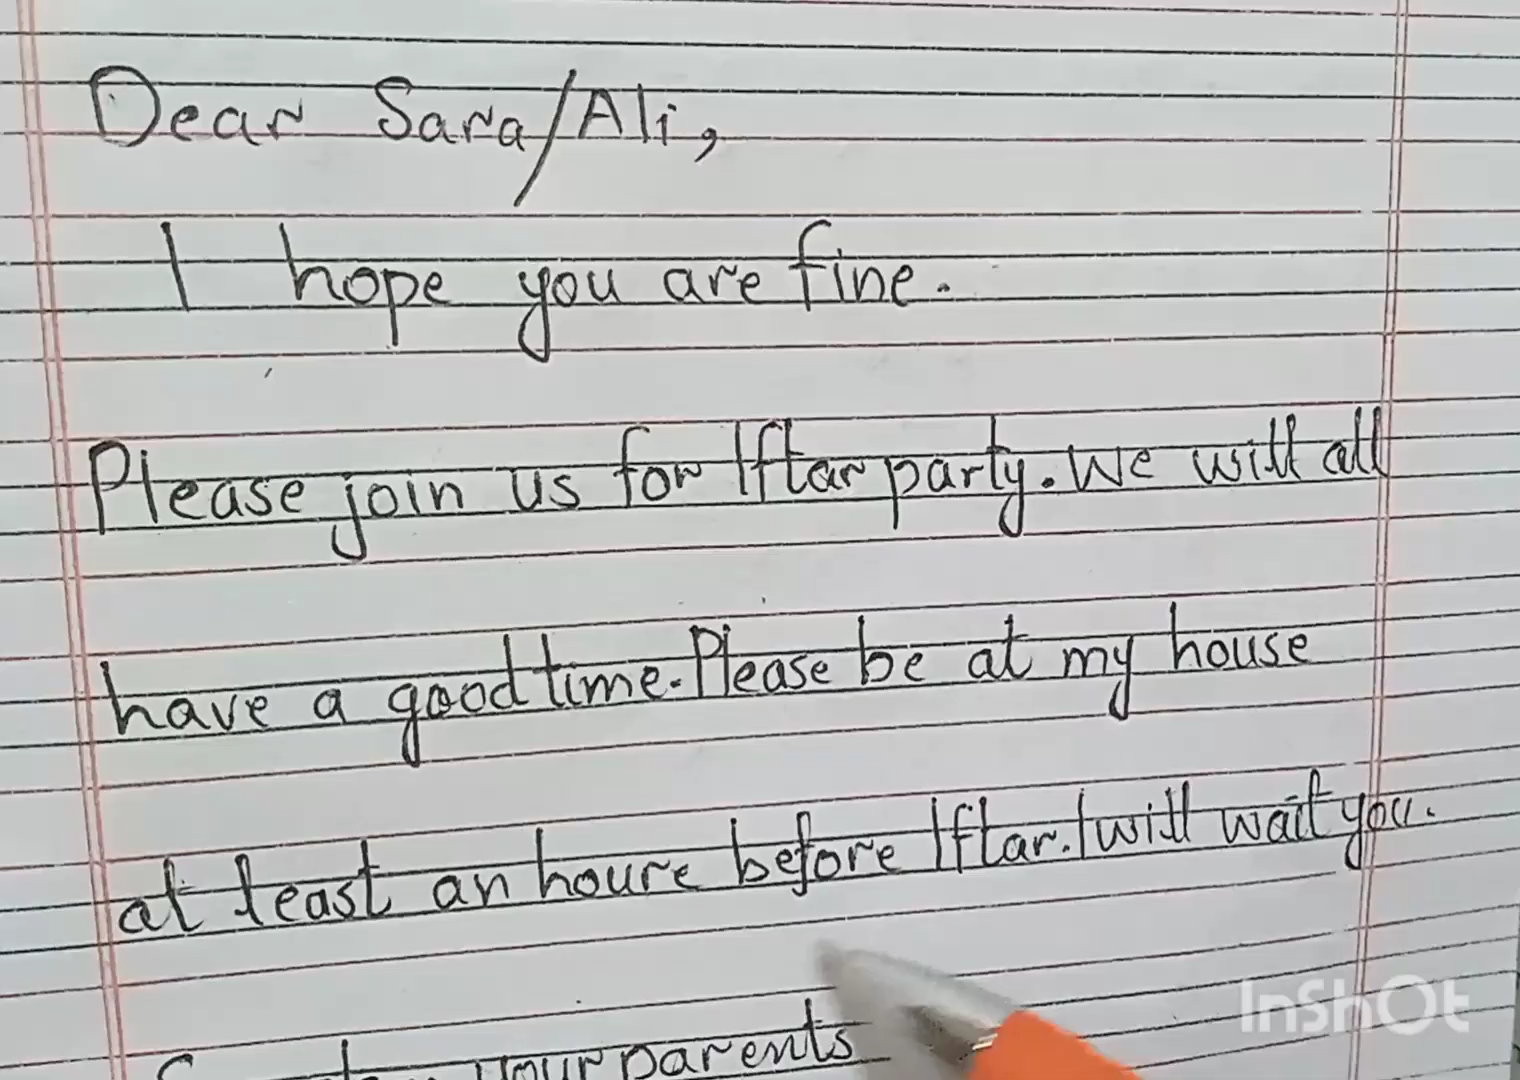 Dear Sara/Ali,
I hope you are fine.
Please join us for Iftar party. We will all
have a good time. Please be at my house
at least an houre before Iftar. I will wait you.
your parents
InShOt